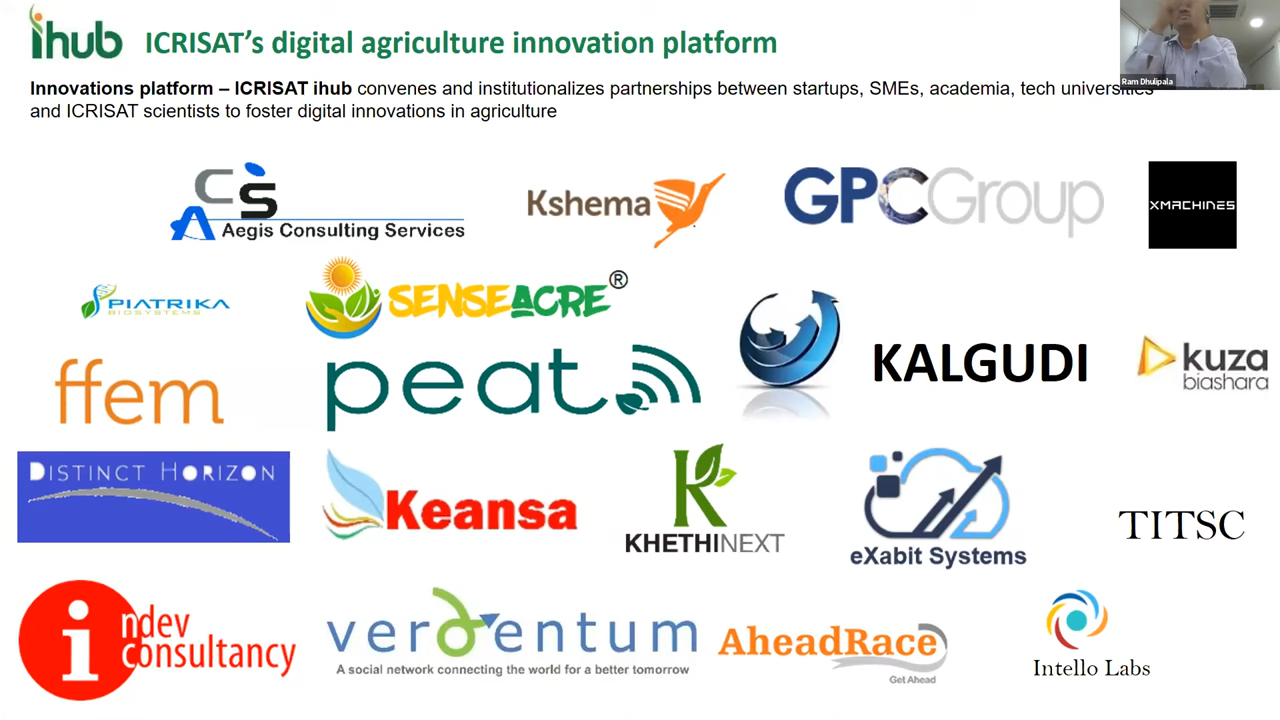 ihub
ICRISAT's digital agriculture innovation platform
Ram Dhulipala
Innovations platform – ICRISAT ihub convenes and institutionalizes partnerships between startups, SMEs, academia, tech universities
and ICRISAT scientists to foster digital innovations in agriculture
ACS
Aegis Consulting Services
Kshema
GPCGroup
XMACHINES
PIATRIKA
BIOSYSTEMS
SENSEACRE®
ffem
peat
KALGUDI
kuza
biashara
DISTINCT HORIZON
Keansa
KHETHINEXT
eXabit Systems
TITSC
indev
consultancy
verdentum
A social network connecting the world for a better tomorrow
AheadRace
Get Ahead
Intello Labs